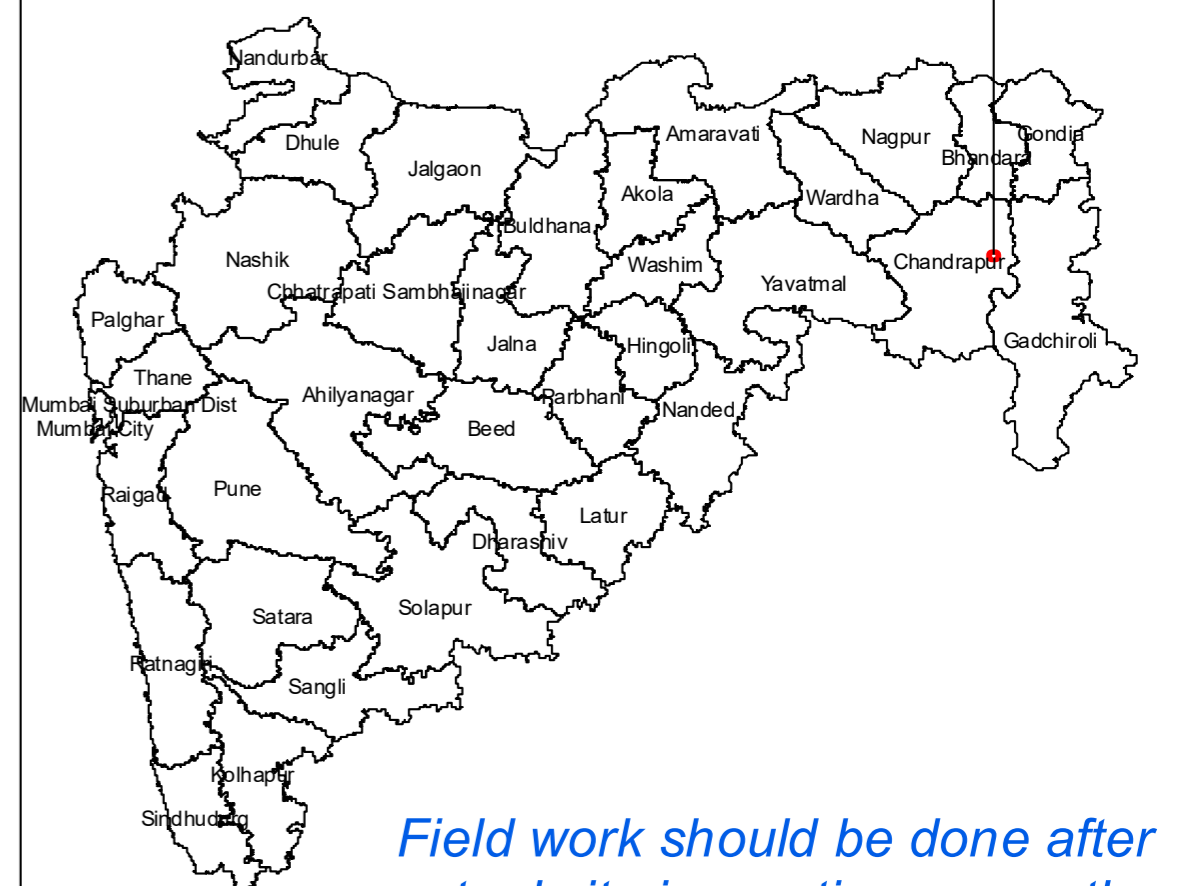 Nandurbar
Dhule
Jalgaon
Amaravati
Nagpur
Bhandara
Gondia
Akola
Wardha
Buldhana
Nashik
Washim
Chandrapur
Yavatmal
Chhatrapati Sambhajinagar
Palghar
Jalna
Hingoli
Gadchiroli
Thane
Ahilyanagar
Parbhani
Nanded
Mumbai Suburban Dist
Mumbai City
Beed
Raigad
Pune
Latur
Dharashiv
Solapur
Satara
Ratnagiri
Sangli
Kolhapur
Sindhudurg
Field work should be done after